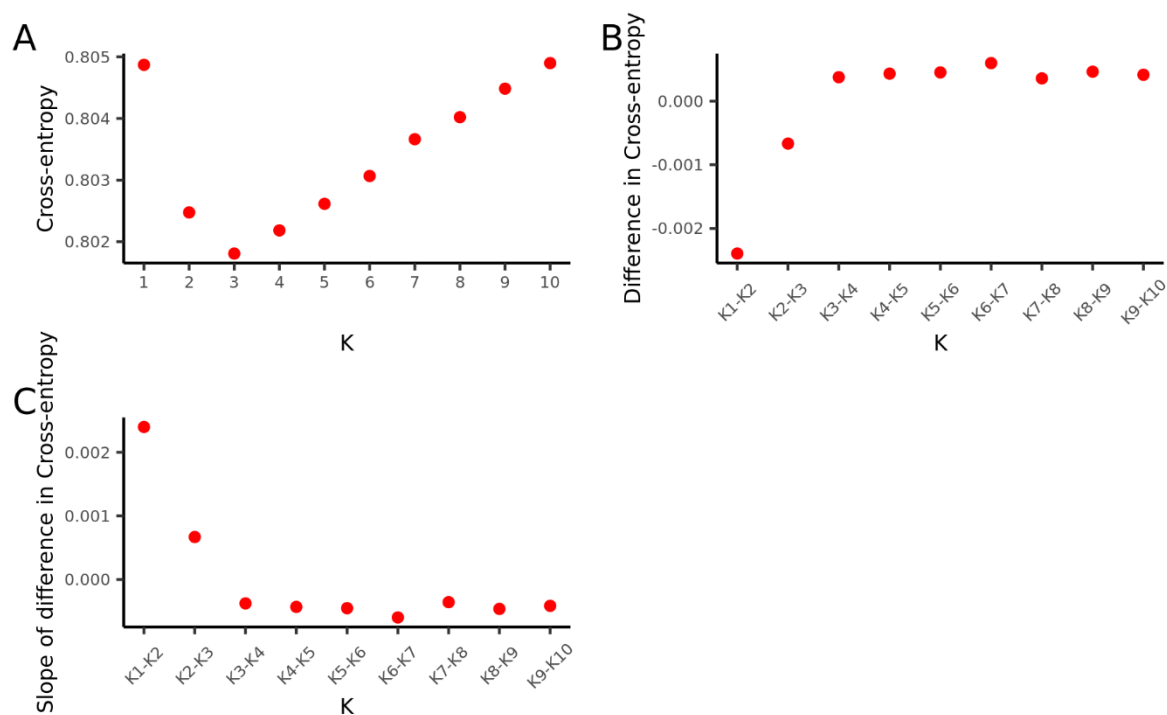 A
Cross-entropy
0.805
0.804
0.803
0.802
1 2 3 4 5 6 7 8 9 10
K
B
Difference in Cross-entropy
0.000
-0.001
-0.002
K1-K2 K2-K3 K3-K4 K4-K5 K5-K6 K6-K7 K7-K8 K8-K9 K9-K10
K
C
Slope of difference in Cross-entropy
0.002
0.001
0.000
K1-K2 K2-K3 K3-K4 K4-K5 K5-K6 K6-K7 K7-K8 K8-K9 K9-K10
K